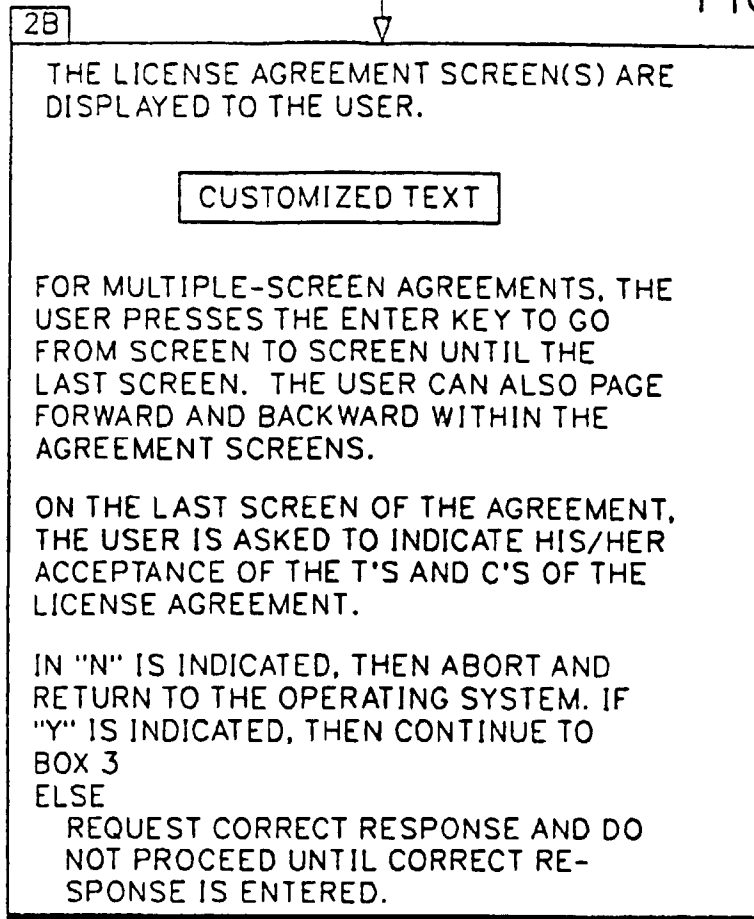 2B
THE LICENSE AGREEMENT SCREEN(S) ARE
DISPLAYED TO THE USER.
CUSTOMIZED TEXT
FOR MULTIPLE-SCREEN AGREEMENTS, THE
USER PRESSES THE ENTER KEY TO GO
FROM SCREEN TO SCREEN UNTIL THE
LAST SCREEN. THE USER CAN ALSO PAGE
FORWARD AND BACKWARD WITHIN THE
AGREEMENT SCREENS.
ON THE LAST SCREEN OF THE AGREEMENT,
THE USER IS ASKED TO INDICATE HIS/HER
ACCEPTANCE OF THE T'S AND C'S OF THE
LICENSE AGREEMENT.
IN "N" IS INDICATED, THEN ABORT AND
RETURN TO THE OPERATING SYSTEM. IF
"Y" IS INDICATED, THEN CONTINUE TO
BOX 3
ELSE
REQUEST CORRECT RESPONSE AND DO
NOT PROCEED UNTIL CORRECT RE-
SPONSE IS ENTERED.